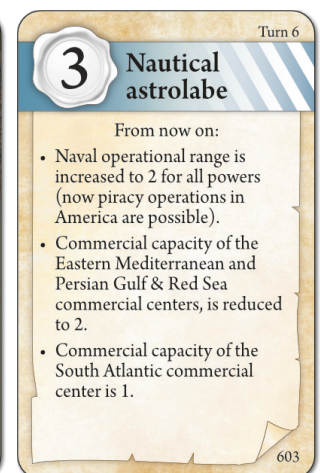 Turn 6
3
Nautical
astrolabe
From now on:
• Naval operational range is
increased to 2 for all powers
(now piracy operations in
America are possible).
• Commercial capacity of the
Eastern Mediterranean and
Persian Gulf & Red Sea
commercial centers, is reduced
to 2.
• Commercial capacity of the
South Atlantic commercial
center is 1.
603